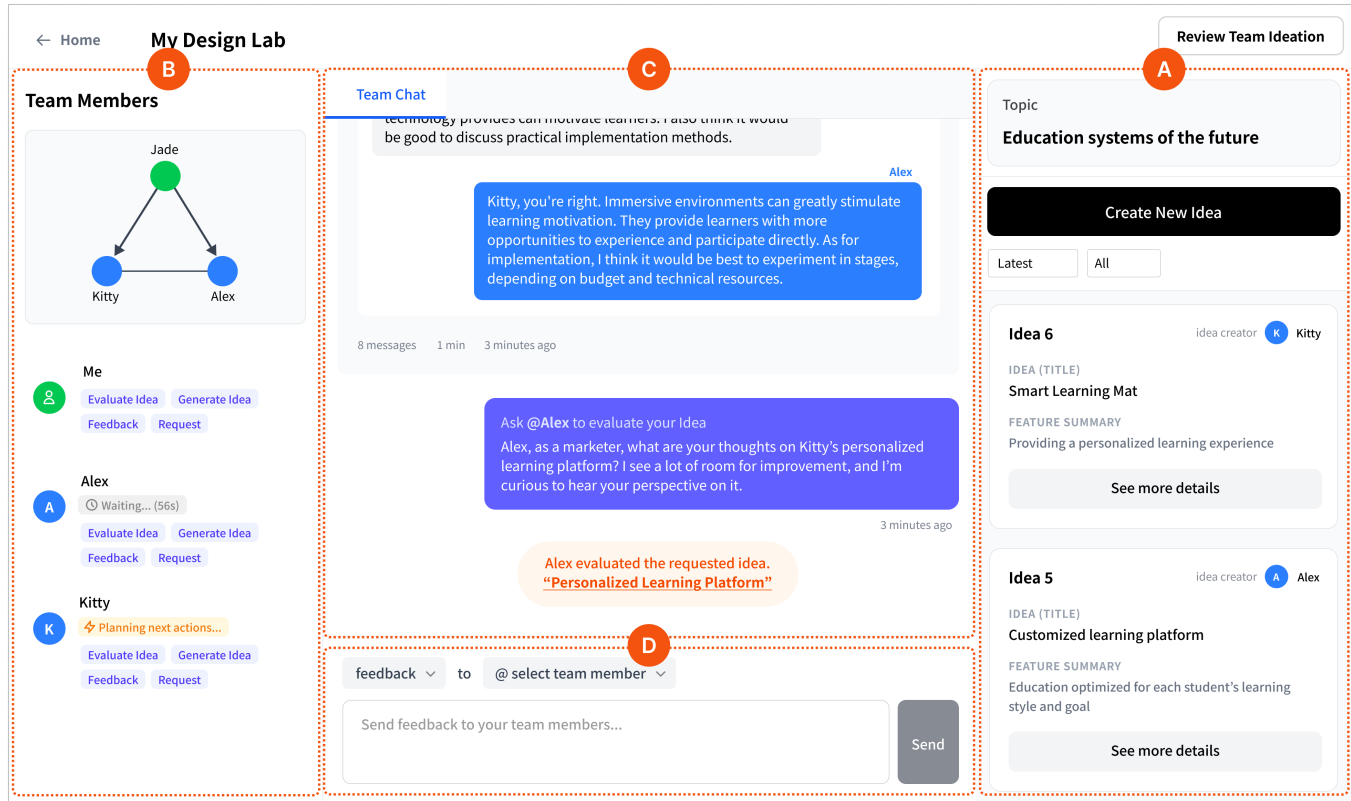 Home
My Design Lab
Review Team Ideation
B
Team Members
Jade
Kitty
Alex
Me
Evaluate Idea
Generate Idea
Feedback
Request
Alex
A
Waiting... (56s)
Evaluate Idea
Generate Idea
Feedback
Request
Kitty
K
Planning next actions...
Evaluate Idea
Generate Idea
Feedback
Request
C
Team Chat
technology provides can motivate learners. I also think it would
be good to discuss practical implementation methods.
Alex
Kitty, you're right. Immersive environments can greatly stimulate
learning motivation. They provide learners with more
opportunities to experience and participate directly. As for
implementation, I think it would be best to experiment in stages,
depending on budget and technical resources.
8 messages
1 min
3 minutes ago
Ask @Alex to evaluate your Idea
Alex, as a marketer, what are your thoughts on Kitty’s personalized
learning platform? I see a lot of room for improvement, and I’m
curious to hear your perspective on it.
3 minutes ago
Alex evaluated the requested idea.
“Personalized Learning Platform”
D
feedback
to
@ select team member
Send feedback to your team members...
Send
A
Topic
Education systems of the future
Create New Idea
Latest
All
Idea 6
idea creator
K
Kitty
IDEA (TITLE)
Smart Learning Mat
FEATURE SUMMARY
Providing a personalized learning experience
See more details
Idea 5
idea creator
A
Alex
IDEA (TITLE)
Customized learning platform
FEATURE SUMMARY
Education optimized for each student’s learning
style and goal
See more details